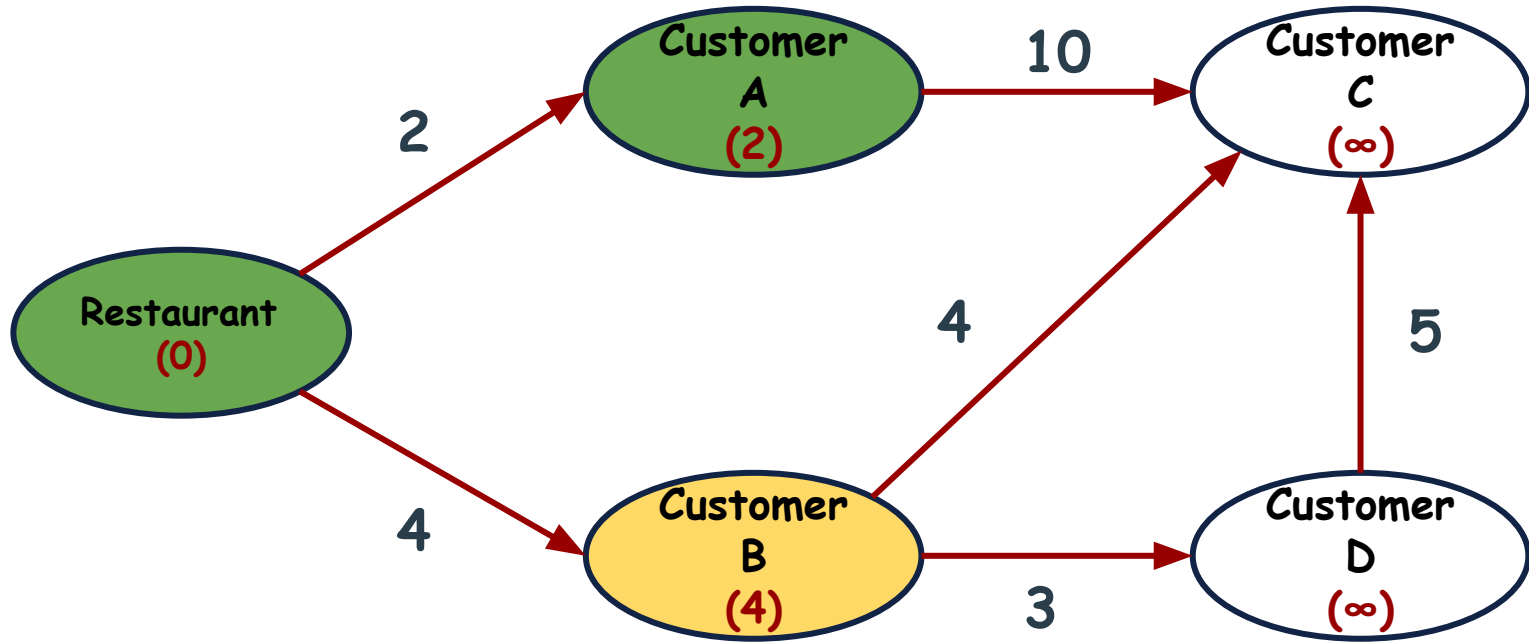 Customer
A
(2)
10
Customer
C
(∞)
2
Restaurant
(0)
4
5
4
Customer
B
(4)
3
Customer
D
(∞)